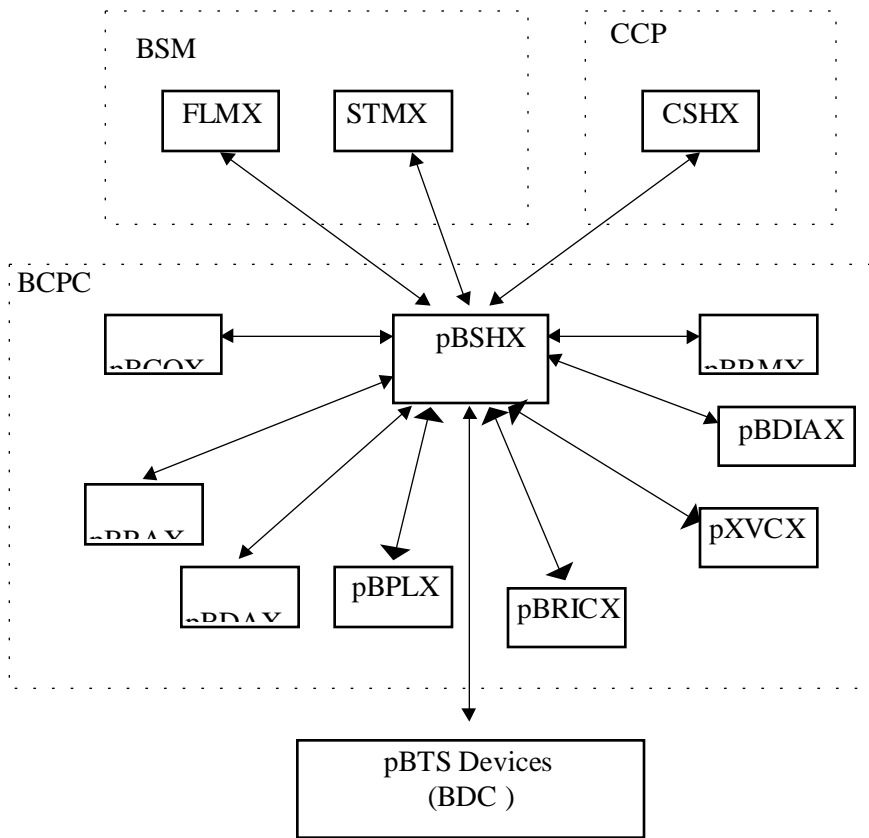 BSM
CCP
FLMX
STMX
CSHX
BCPC
pBSHX
pBDIAX
pXVCX
pBPLX
pBRICX
pBTS Devices
(BDC )